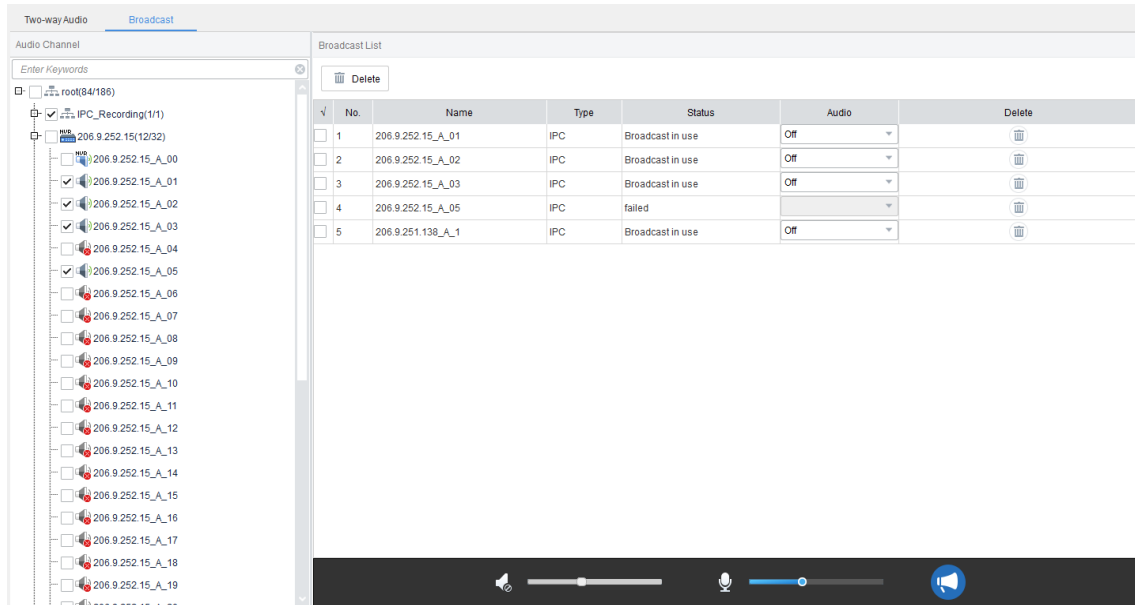 Two-way Audio Broadcast
Audio Channel
Enter Keywords
root(84/186)
IPC_Recording(1/1)
NVR
206.9.252.15(12/32)
NVR
206.9.252.15_A_00
206.9.252.15_A_01
206.9.252.15_A_02
206.9.252.15_A_03
206.9.252.15_A_04
206.9.252.15_A_05
206.9.252.15_A_06
206.9.252.15_A_07
206.9.252.15_A_08
206.9.252.15_A_09
206.9.252.15_A_10
206.9.252.15_A_11
206.9.252.15_A_12
206.9.252.15_A_13
206.9.252.15_A_14
206.9.252.15_A_15
206.9.252.15_A_16
206.9.252.15_A_17
206.9.252.15_A_18
206.9.252.15_A_19
Broadcast List
Delete
√ No. Name Type Status Audio Delete
1 206.9.252.15_A_01 IPC Broadcast in use Off
2 206.9.252.15_A_02 IPC Broadcast in use Off
3 206.9.252.15_A_03 IPC Broadcast in use Off
4 206.9.252.15_A_05 IPC failed
5 206.9.251.138_A_1 IPC Broadcast in use Off